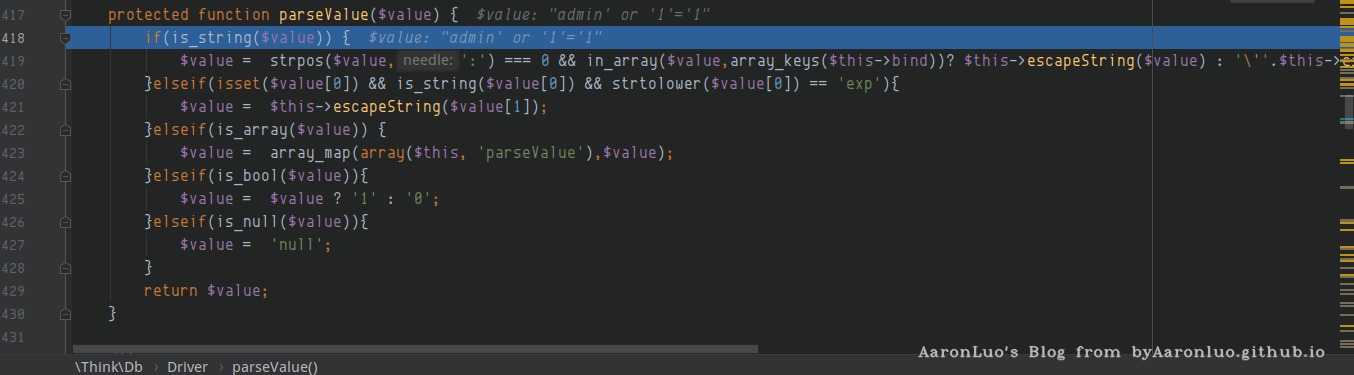 417 protected function parseValue($value) { $value: "admin' or '1'='1"
418 if(is_string($value)) { $value: "admin' or '1'='1"
419 $value = strpos($value, needle: ':') === 0 && in_array($value,array_keys($this->bind))? $this->escapeString($value) : '\''.$this->
420 }elseif(isset($value[0]) && is_string($value[0]) && strtolower($value[0]) == 'exp'){
421 $value = $this->escapeString($value[1]);
422 }elseif(is_array($value)) {
423 $value = array_map(array($this, 'parseValue'),$value);
424 }elseif(is_bool($value)){
425 $value = $value ? '1' : '0';
426 }elseif(is_null($value)){
427 $value = 'null';
428 }
429 return $value;
430 }
431
AaronLuo's Blog from byAaronluo.github.io
\Think\Db › Driver › parseValue()